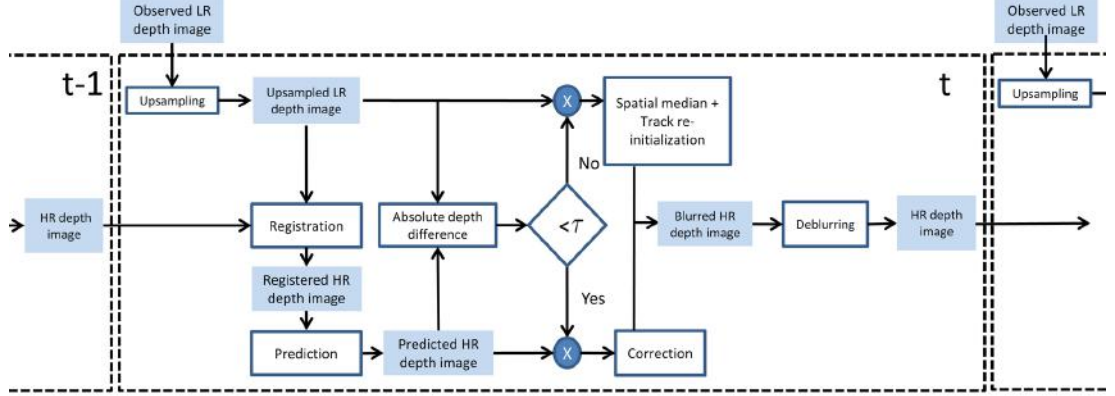 Observed LR
depth image
Observed LR
depth image
t-1
t
Upsampling
Upsampled LR
depth image
X
Spatial median +
Track re-
initialization
Upsampling
No
HR depth
image
Registration
Absolute depth
difference
<τ
Blurred HR
depth image
Deblurring
HR depth
image
Registered HR
depth image
Yes
Prediction
Predicted HR
depth image
X
Correction